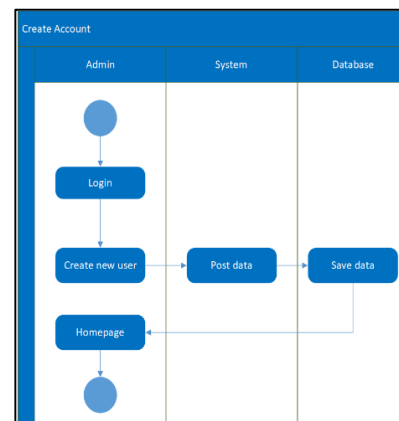 Create Account
Admin
System
Database
Login
Create new user
Post data
Save data
Homepage